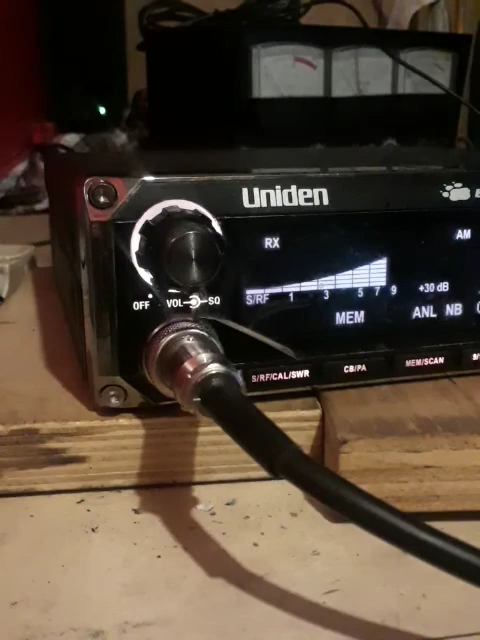 Uniden
RX
AM
S/RF 1 3 5 7 9 +30 dB
MEM
ANL NB
OFF VOL SQ
S/RF/CAL/SWR CB/PA MEM/SCAN